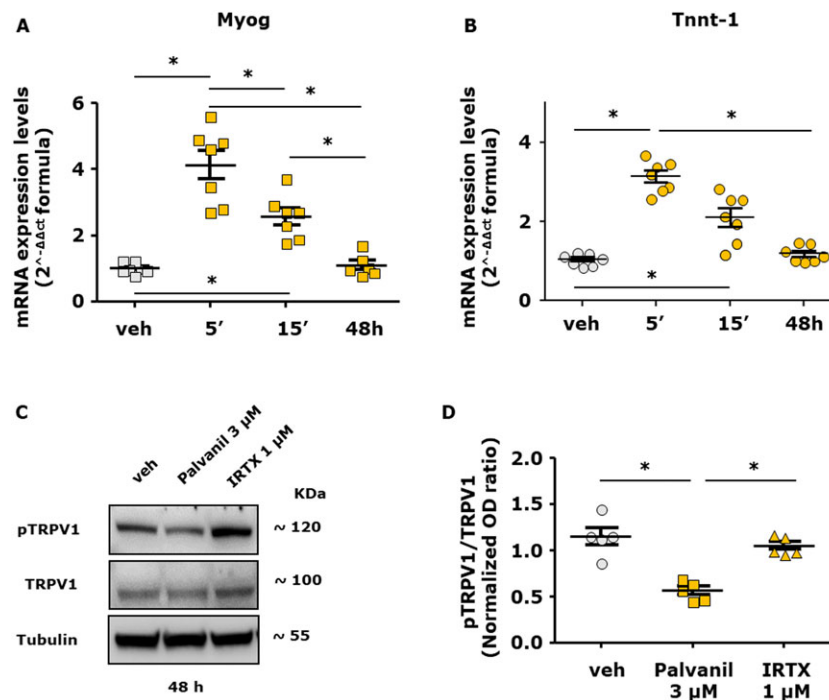 A
Myog
mRNA expression levels
(2^-ΔΔct formula)
6
4
2
0
* * * * *
veh 5′ 15′ 48h
B
Tnnt-1
mRNA expression levels
(2^-ΔΔct formula)
4
2
0
* * *
veh 5′ 15′ 48h
C
veh
Palvanil 3 μM
IRTX 1 μM
KDa
pTRPV1 ~ 120
TRPV1 ~ 100
Tubulin ~ 55
48 h
D
pTRPV1/TRPV1
(Normalized OD ratio)
2.0
1.5
1.0
0.5
0.0
* *
veh Palvanil IRTX
3 μM 1 μM